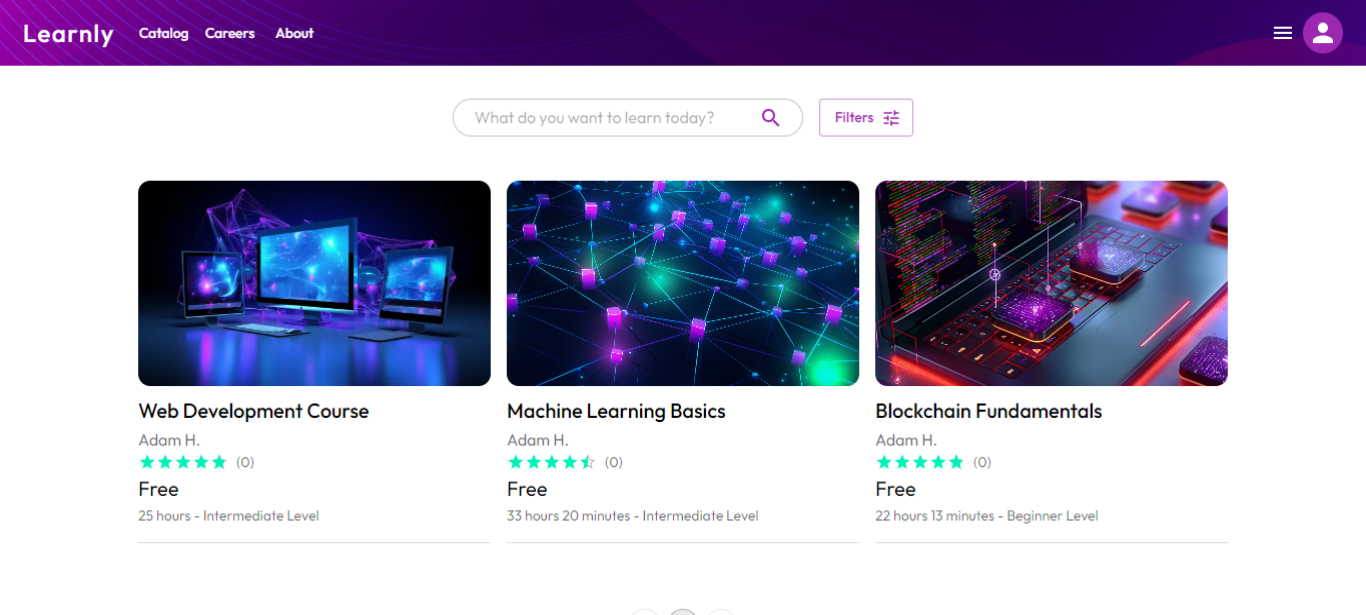 Learnly
Catalog Careers About
What do you want to learn today?
Filters
Web Development Course
Adam H.
(0)
Free
25 hours - Intermediate Level
Machine Learning Basics
Adam H.
(0)
Free
33 hours 20 minutes - Intermediate Level
Blockchain Fundamentals
Adam H.
(0)
Free
22 hours 13 minutes - Beginner Level